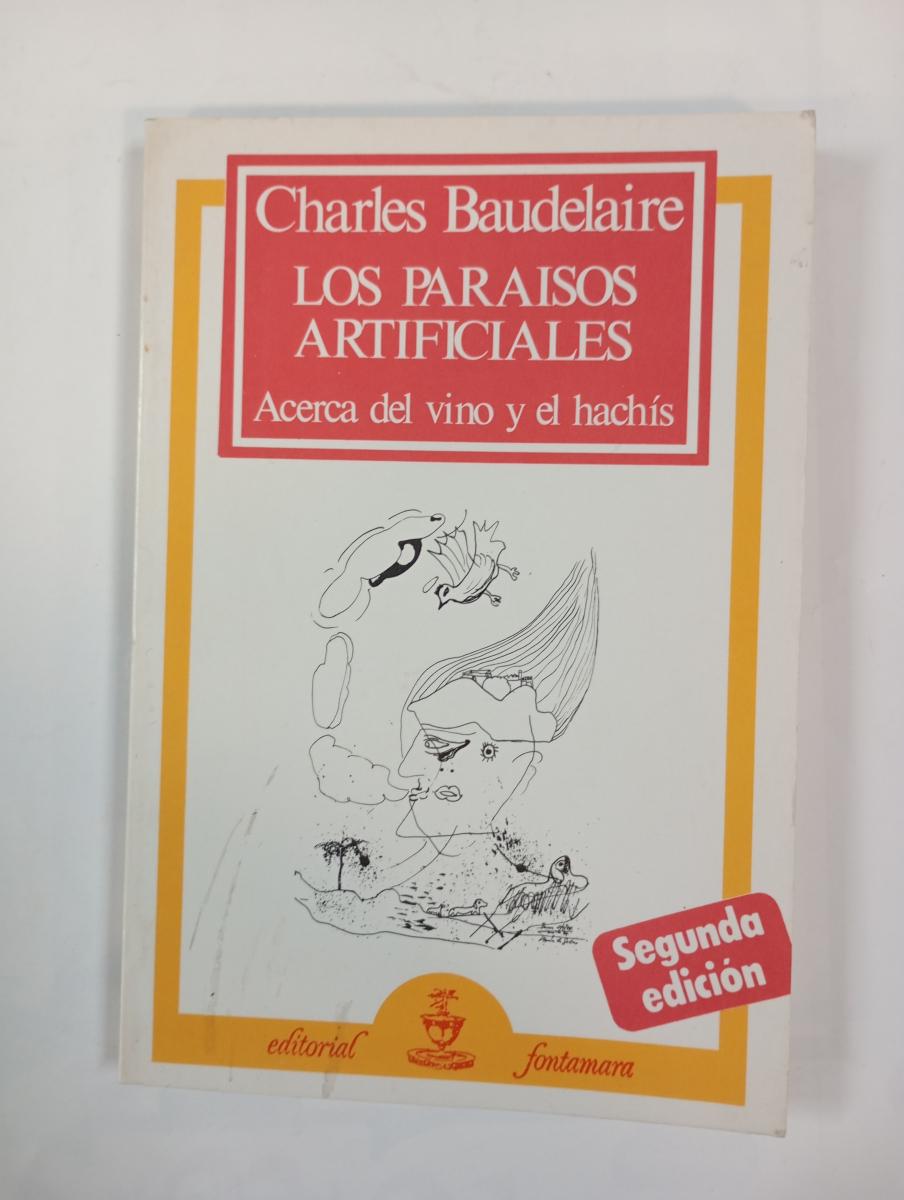 Charles Baudelaire
LOS PARAISOS
ARTIFICIALES
Acerca del vino y el hachís
Segunda
edición
editorial
fontamara